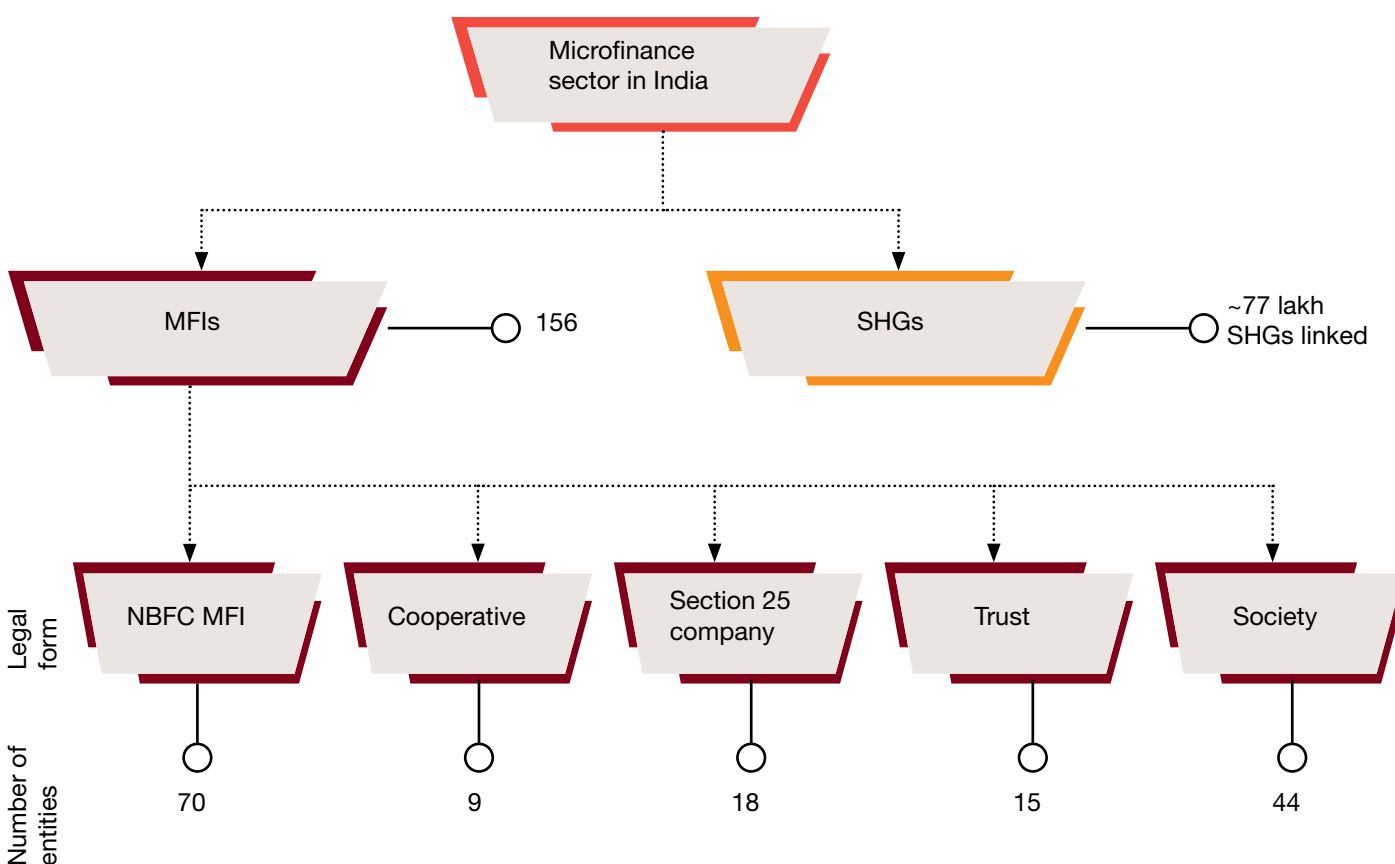 Microfinance
sector in India
MFIs
156
SHGs
~77 lakh
SHGs linked
Legal
form
NBFC MFI
Cooperative
Section 25
company
Trust
Society
Number of
entities
70
9
18
15
44